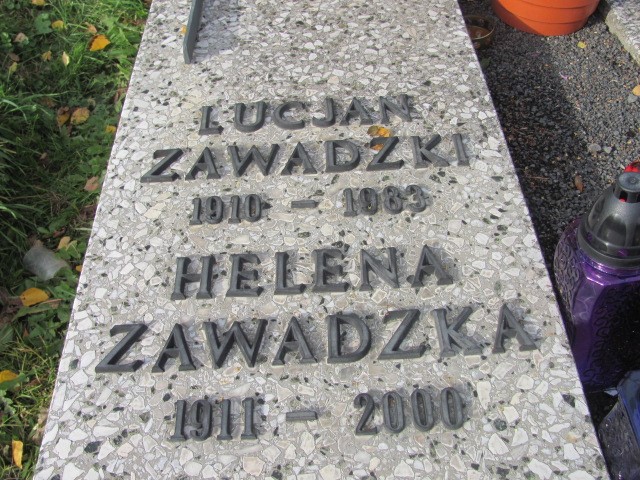 LUCJAN
ZAWADZKI
1910 – 1983
HELENA
ZAWADZKA
1911 – 2000